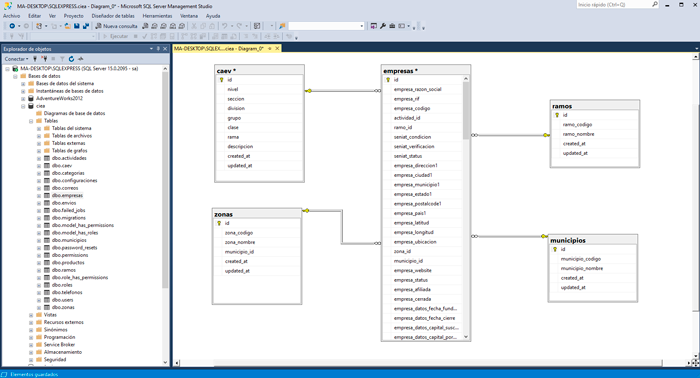 MA-DESKTOP\SQLEXPRESS.ciea - Diagram_0* - Microsoft SQL Server Management Studio
Inicio rápido (Ctrl+Q)
Archivo Editar Ver Proyecto Diseñador de tablas Herramientas Ventana Ayuda
Nueva consulta
Ejecutar
Explorador de objetos
MA-DESKTOP\SQLEX....ciea - Diagram_0*
Conectar
MA-DESKTOP\SQLEXPRESS (SQL Server 15.0.2095 - sa)
Bases de datos
Bases de datos del sistema
Instantáneas de bases de datos
AdventureWorks2012
ciea
Diagramas de base de datos
Tablas
Tablas del sistema
Tablas de archivos
Tablas externas
Tablas de grafos
dbo.actividades
dbo.caev
dbo.categorias
dbo.configuraciones
dbo.correos
dbo.empresas
dbo.envios
dbo.failed_jobs
dbo.migrations
dbo.model_has_permissions
dbo.model_has_roles
dbo.municipios
dbo.password_resets
dbo.permissions
dbo.productos
dbo.ramos
dbo.role_has_permissions
dbo.roles
dbo.telefonos
dbo.users
dbo.zonas
Vistas
Recursos externos
Sinónimos
Programación
Service Broker
Almacenamiento
Seguridad
caev *
id
nivel
seccion
division
grupo
clase
rama
descripcion
created_at
updated_at
zonas
id
zona_codigo
zona_nombre
municipio_id
created_at
updated_at
empresas *
id
empresa_razon_social
empresa_rif
empresa_codigo
actividad_id
ramo_id
seniat_condicion
seniat_verificacion
seniat_status
empresa_direccion1
empresa_ciudad1
empresa_municipio1
empresa_estado1
empresa_postalcode1
empresa_pais1
empresa_latitud
empresa_longitud
empresa_ubicacion
zona_id
municipio_id
empresa_website
empresa_status
empresa_afiliada
empresa_cerrada
empresa_datos_fecha_fund...
empresa_datos_fecha_cierre
empresa_datos_capital_susc...
empresa_datos_capital_por...
ramos
id
ramo_codigo
ramo_nombre
created_at
updated_at
municipios
id
municipio_codigo
municipio_nombre
created_at
updated_at
Elementos guardados